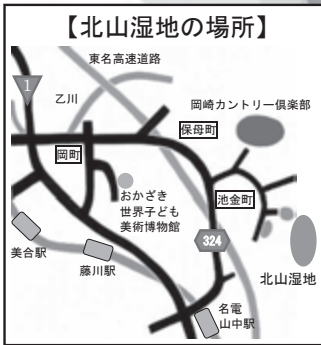 【北山湿地の場所】
東名高速道路
1
乙川
岡崎カントリー倶楽部
保母町
岡町
おかざき
世界子ども
美術博物館
池金町
324
美合駅
藤川駅
北山湿地
名電
山中駅